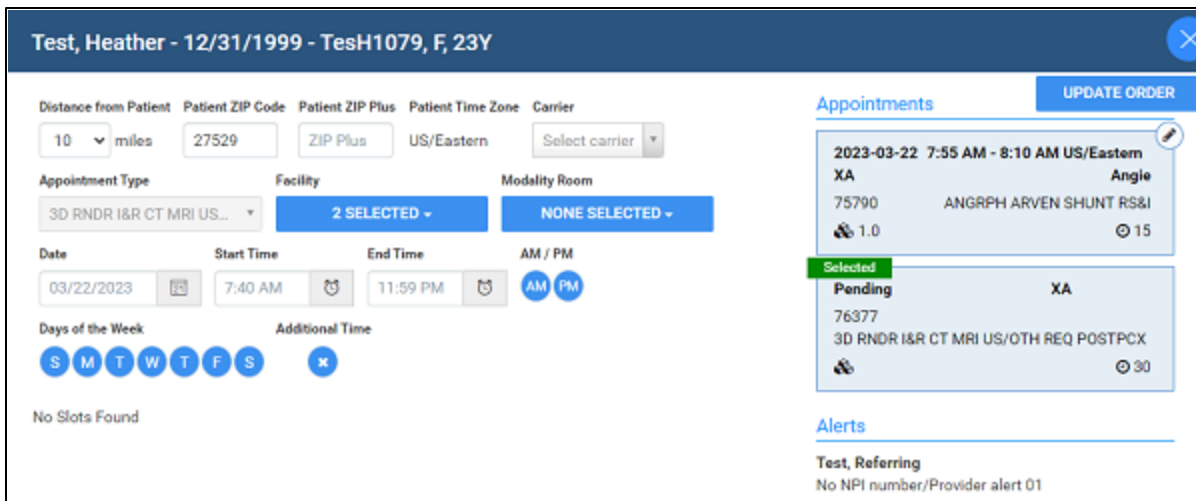 Test, Heather - 12/31/1999 - TesH1079, F, 23Y
Distance from Patient Patient ZIP Code Patient ZIP Plus Patient Time Zone Carrier
10 miles 27529 ZIP Plus US/Eastern Select carrier
Appointment Type Facility Modality Room
3D RNDR I&R CT MRI US... 2 SELECTED NONE SELECTED
Date Start Time End Time AM / PM
03/22/2023 7:40 AM 11:59 PM AM PM
Days of the Week Additional Time
S M T W T F S
No Slots Found
UPDATE ORDER
Appointments
2023-03-22 7:55 AM - 8:10 AM US/Eastern
XA Angie
75790 ANGRPH ARVEN SHUNT RS&I
1.0 15
Selected
Pending XA
76377
3D RNDR I&R CT MRI US/OTH REQ POSTPCX
30
Alerts
Test, Referring
No NPI number/Provider alert 01